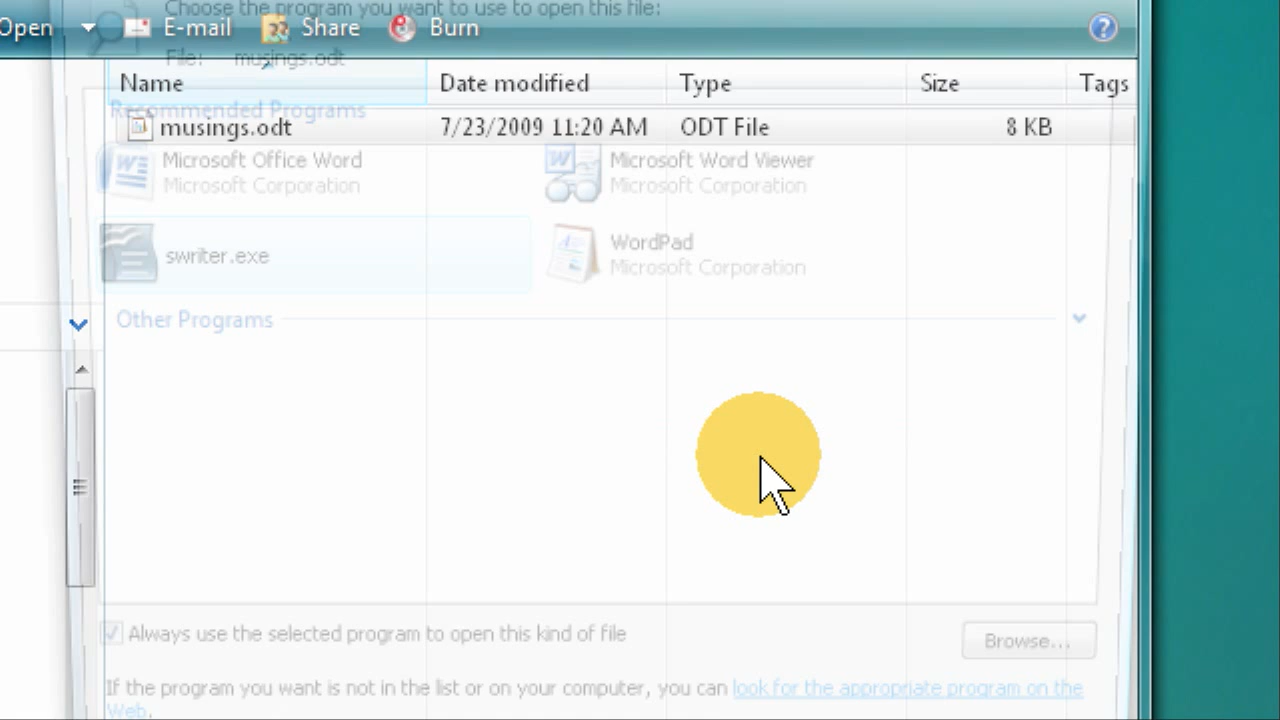 Choose the program you want to use to open this file:
Open E-mail Share Burn
File: musings.odt
Name Date modified Type Size Tags
Recommended Programs
musings.odt 7/23/2009 11:20 AM ODT File 8 KB
Microsoft Office Word Microsoft Word Viewer
Microsoft Corporation Microsoft Corporation
swriter.exe WordPad
Microsoft Corporation
Other Programs
Always use the selected program to open this kind of file
Browse...
If the program you want is not in the list or on your computer, you can look for the appropriate program on the
Web.